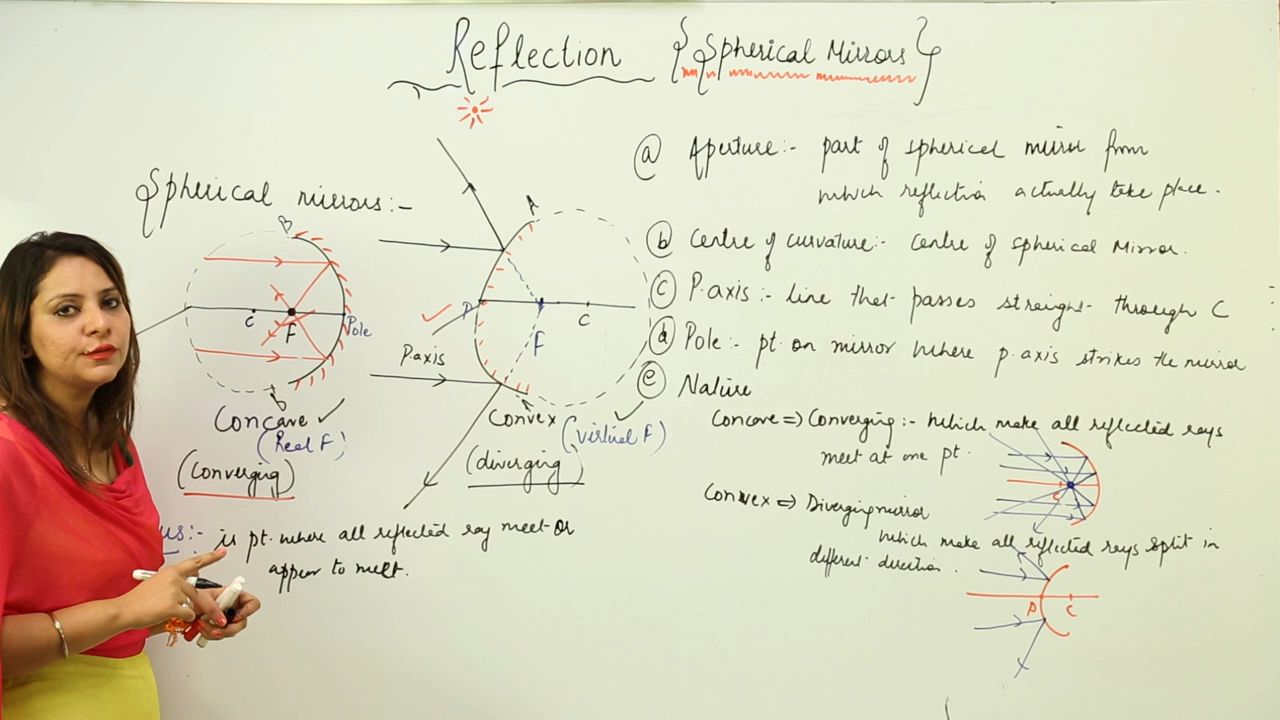 Reflection {Spherical Mirrors}
{Spherical mirrors:-
B
C
F
Pole
Concave ✓
(Real F)
(Converging)
A
P
F
C
P.axis
Convex
(Virtual F)
(diverging)
us:- is pt. where all reflected ray meet or
appear to meet.
(a) Aperture:- part of spherical mirror from
which reflection actually take place.
(b) Centre of curvature:- Centre of spherical Mirror.
(c) P.axis:- Line that passes straight through C
(d) Pole:- pt. on mirror where p.axis strikes the mirror
(e) Nature
Concave => Converging:- Which make all reflected rays
meet at one pt.
C
Convex => Diverging mirror
Which make all reflected rays split in
different direction.
P
C